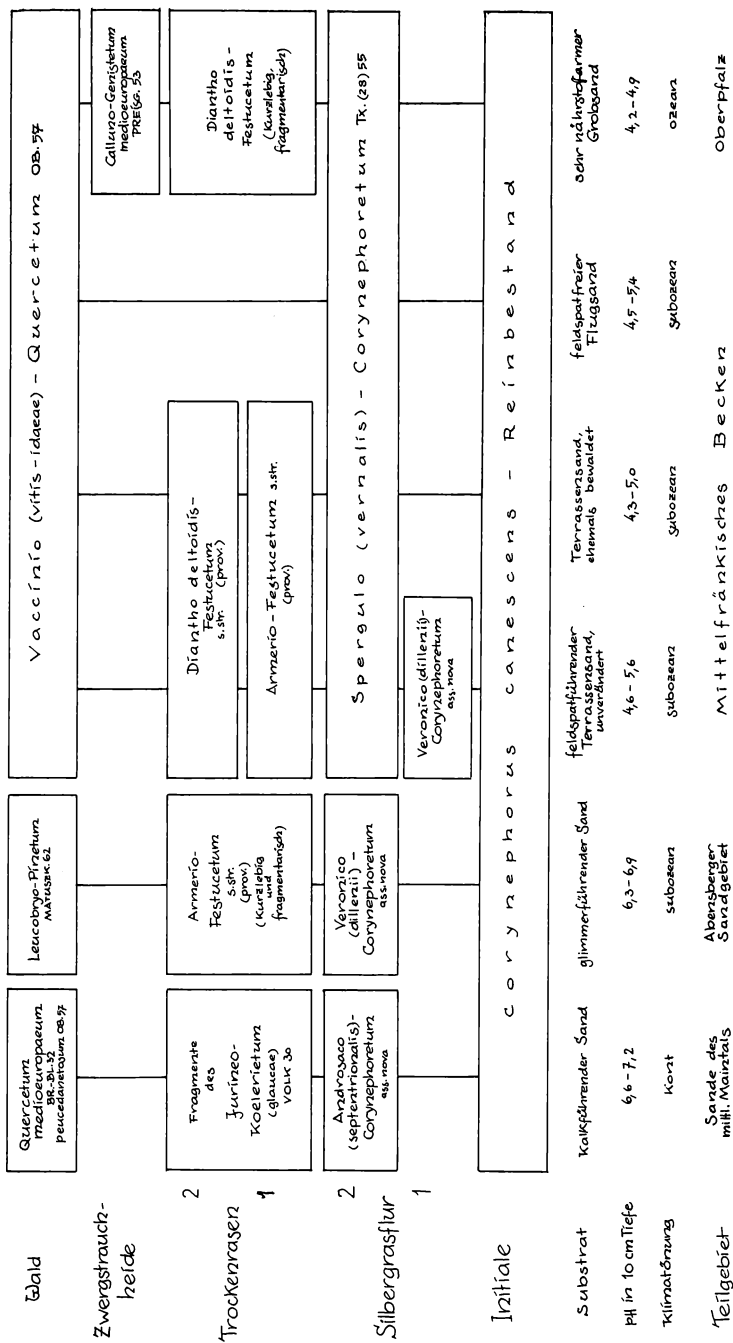 Wald
Quercetum
medioeuropaeum
BR.-BL.32
peucedanetosum OB.57
Leucobryo-Pinetum
MATUSZK.62
Vaccinio (vitis-idaeae) - Quercetum OB.57
Zwergstrauch-
heide
Calluno-Genistetum
medioeuropaeum
PREISG. 53
Trockenrasen
2
1
Fragmente
des
Jurineo-
Koelerietum
(glaucae)
VOLK 30
Armerio-
Festucetum
s.str.
(prov.)
(Kurzlebig
und
fragmentarisch)
Diantho deltoidis-
Festucetum
s.str. (prov.)
Armerio-Festucetum s.str.
(prov.)
Diantho
deltoidis-
Festucetum
(Kurzlebig,
fragmentarisch)
Silbergrasflur
2
1
Androsaco
(septentrionalis)-
Corynephoretum
ass.nova
Veronico
(dillenii) -
Corynephoretum
ass.nova
Spergulo (vernalis) - Corynephoretum Tx.(28)55
Veronico (dillenii)-
Corynephoretum
ass.nova
Initiale
Corynephorus canescens - Reinbestand
Substrat
Kalkführender Sand
glimmerführender Sand
feldspatführender
Terrassensand,
unverändert
Terrassensand,
ehemals bewaldet
feldspatfreier
Flugsand
sehr nährstofarmer
Grobsand
pH in 10 cm Tiefe
6,6-7,2
6,3-6,9
4,6-5,6
4,3-5,0
4,5-5,4
4,2-4,9
Klimatönung
Kont
subozean
subozean
subozean
subozean
ozean
Teilgebiet
Sande des
mittl. Maintals
Abensberger
Sandgebiet
Mittelfränkisches Becken
Oberpfalz